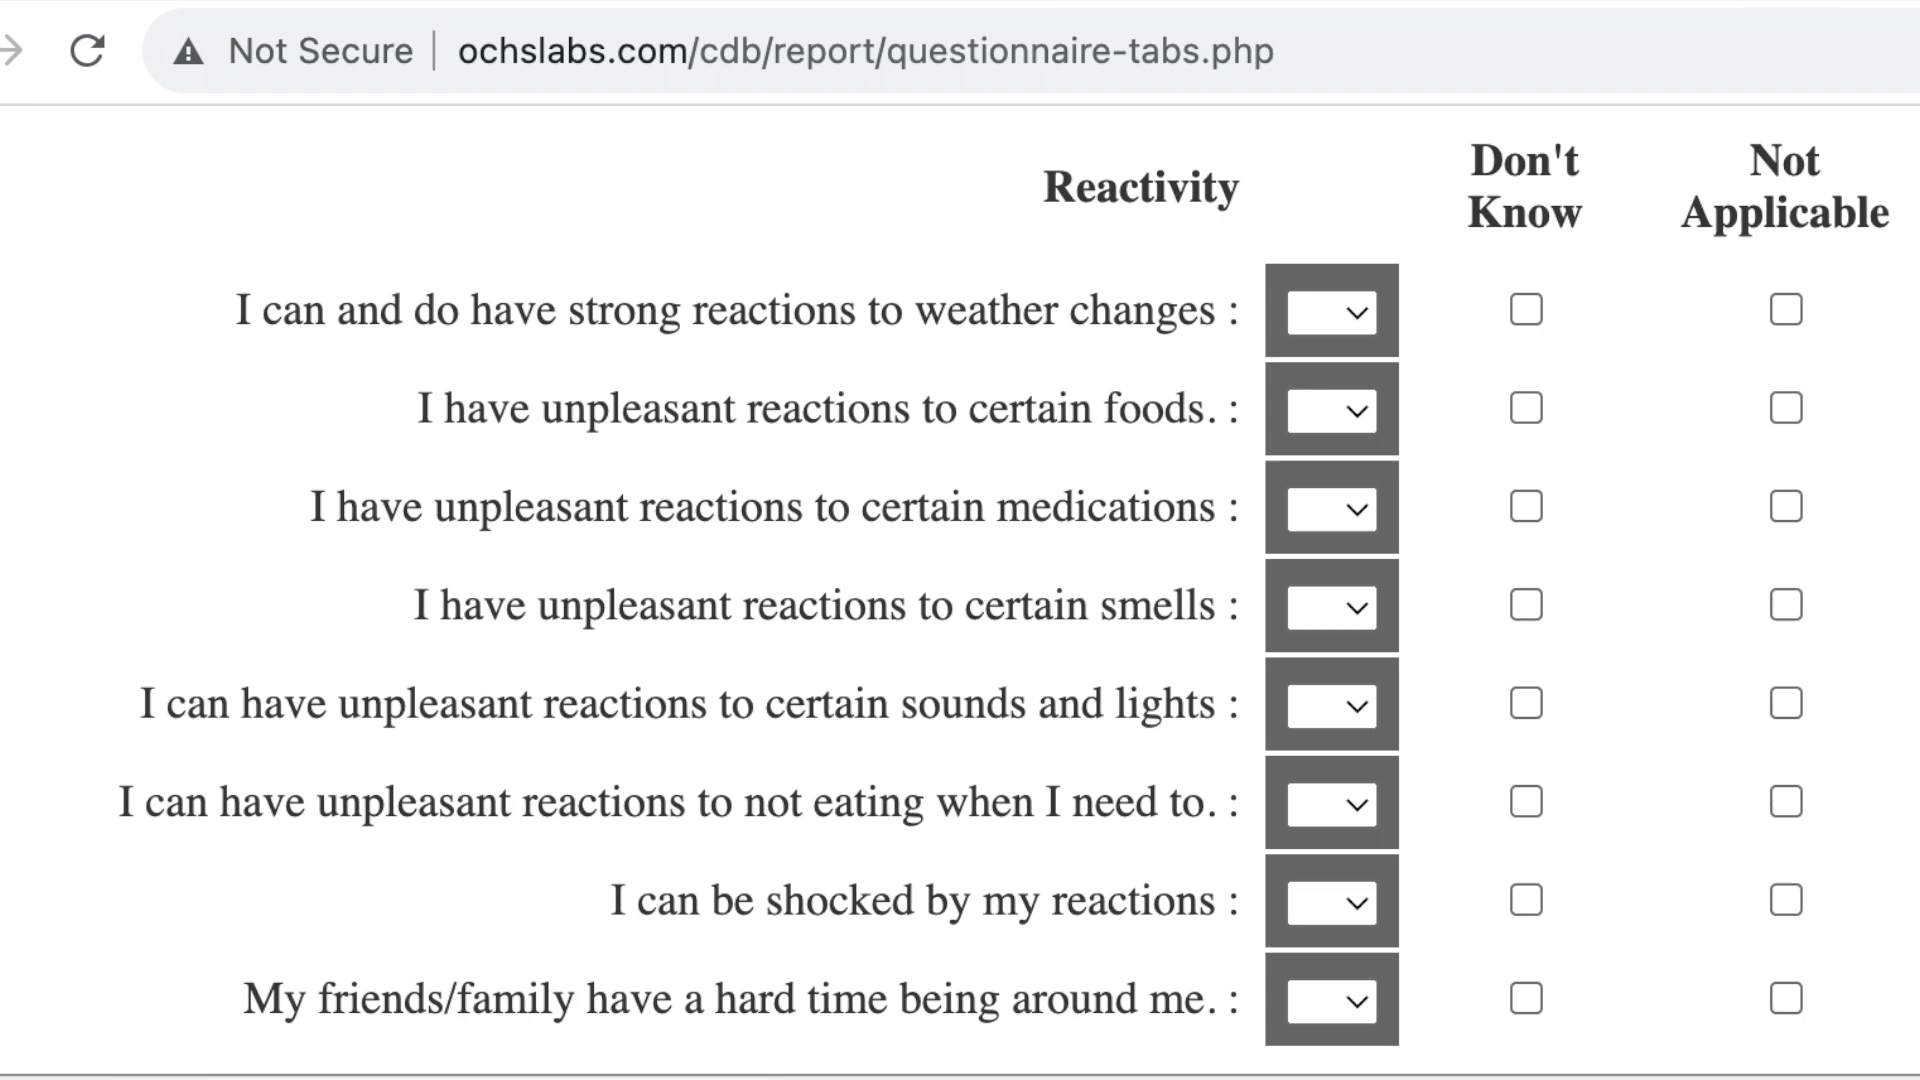 Not Secure | ochslabs.com/cdb/report/questionnaire-tabs.php
Reactivity
Don't
Know
Not
Applicable
I can and do have strong reactions to weather changes :
I have unpleasant reactions to certain foods. :
I have unpleasant reactions to certain medications :
I have unpleasant reactions to certain smells :
I can have unpleasant reactions to certain sounds and lights :
I can have unpleasant reactions to not eating when I need to. :
I can be shocked by my reactions :
My friends/family have a hard time being around me. :